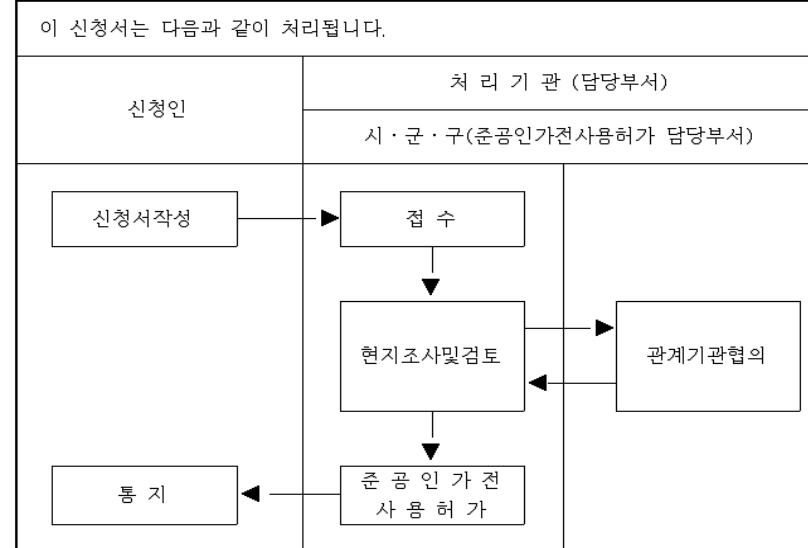 이 신청서는 다음과 같이 처리됩니다.
신청인
처 리 기 관 (담당부서)
시ㆍ군ㆍ구(준공인가전사용허가 담당부서)
신청서작성
접 수
현지조사및검토
관계기관협의
준 공 인 가 전
사 용 허 가
통 지